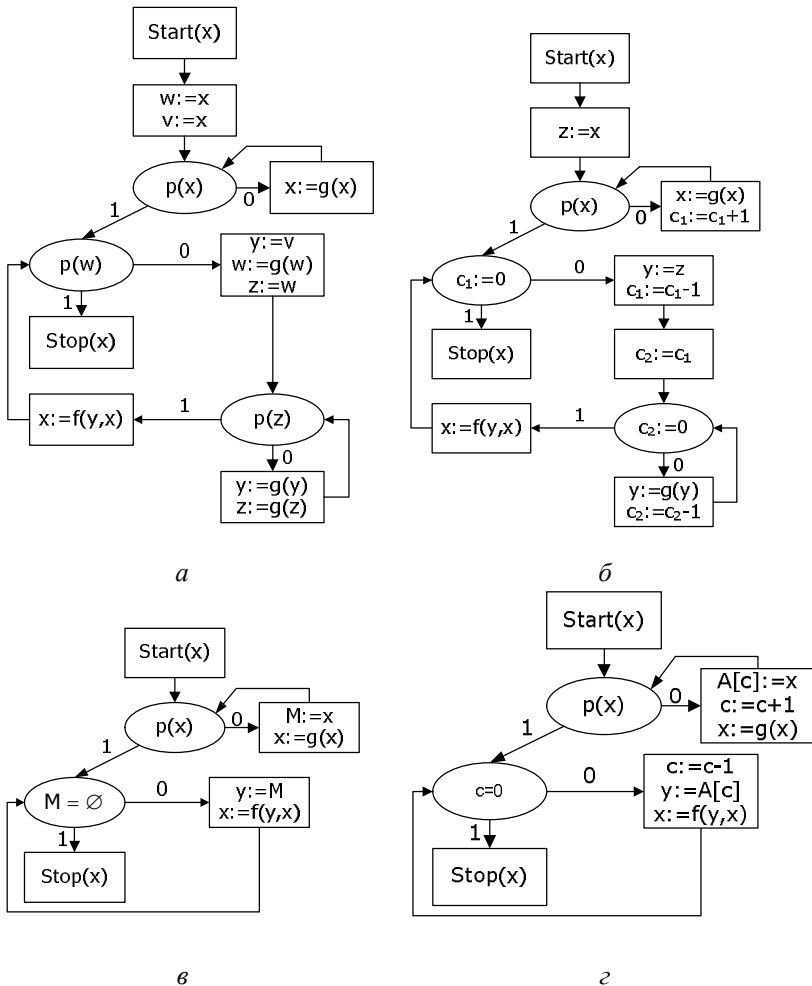 Start(x)
w:=x
v:=x
p(x)
0
x:=g(x)
1
p(w)
0
y:=v
w:=g(w)
z:=w
1
Stop(x)
x:=f(y,x)
1
p(z)
0
y:=g(y)
z:=g(z)
а
Start(x)
z:=x
p(x)
0
x:=g(x)
c₁:=c₁+1
1
c₁:=0
0
y:=z
c₁:=c₁-1
1
Stop(x)
c₂:=c₁
x:=f(y,x)
1
c₂:=0
0
y:=g(y)
c₂:=c₂-1
б
Start(x)
p(x)
0
M:=x
x:=g(x)
1
M = ∅
0
y:=M
x:=f(y,x)
1
Stop(x)
в
Start(x)
p(x)
0
A[c]:=x
c:=c+1
x:=g(x)
1
c=0
0
c:=c-1
y:=A[c]
x:=f(y,x)
1
Stop(x)
г